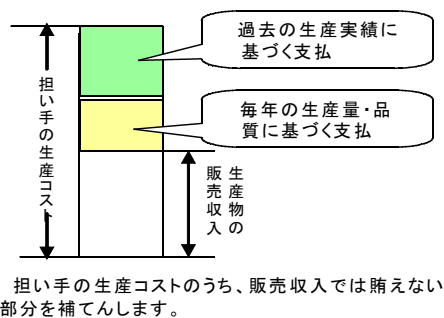 過去の生産実績に
基づく支払
毎年の生産量・品
質に基づく支払
担い手の生産コスト
生産物の
販売収入
担い手の生産コストのうち、販売収入では賄えない
部分を補てんします。